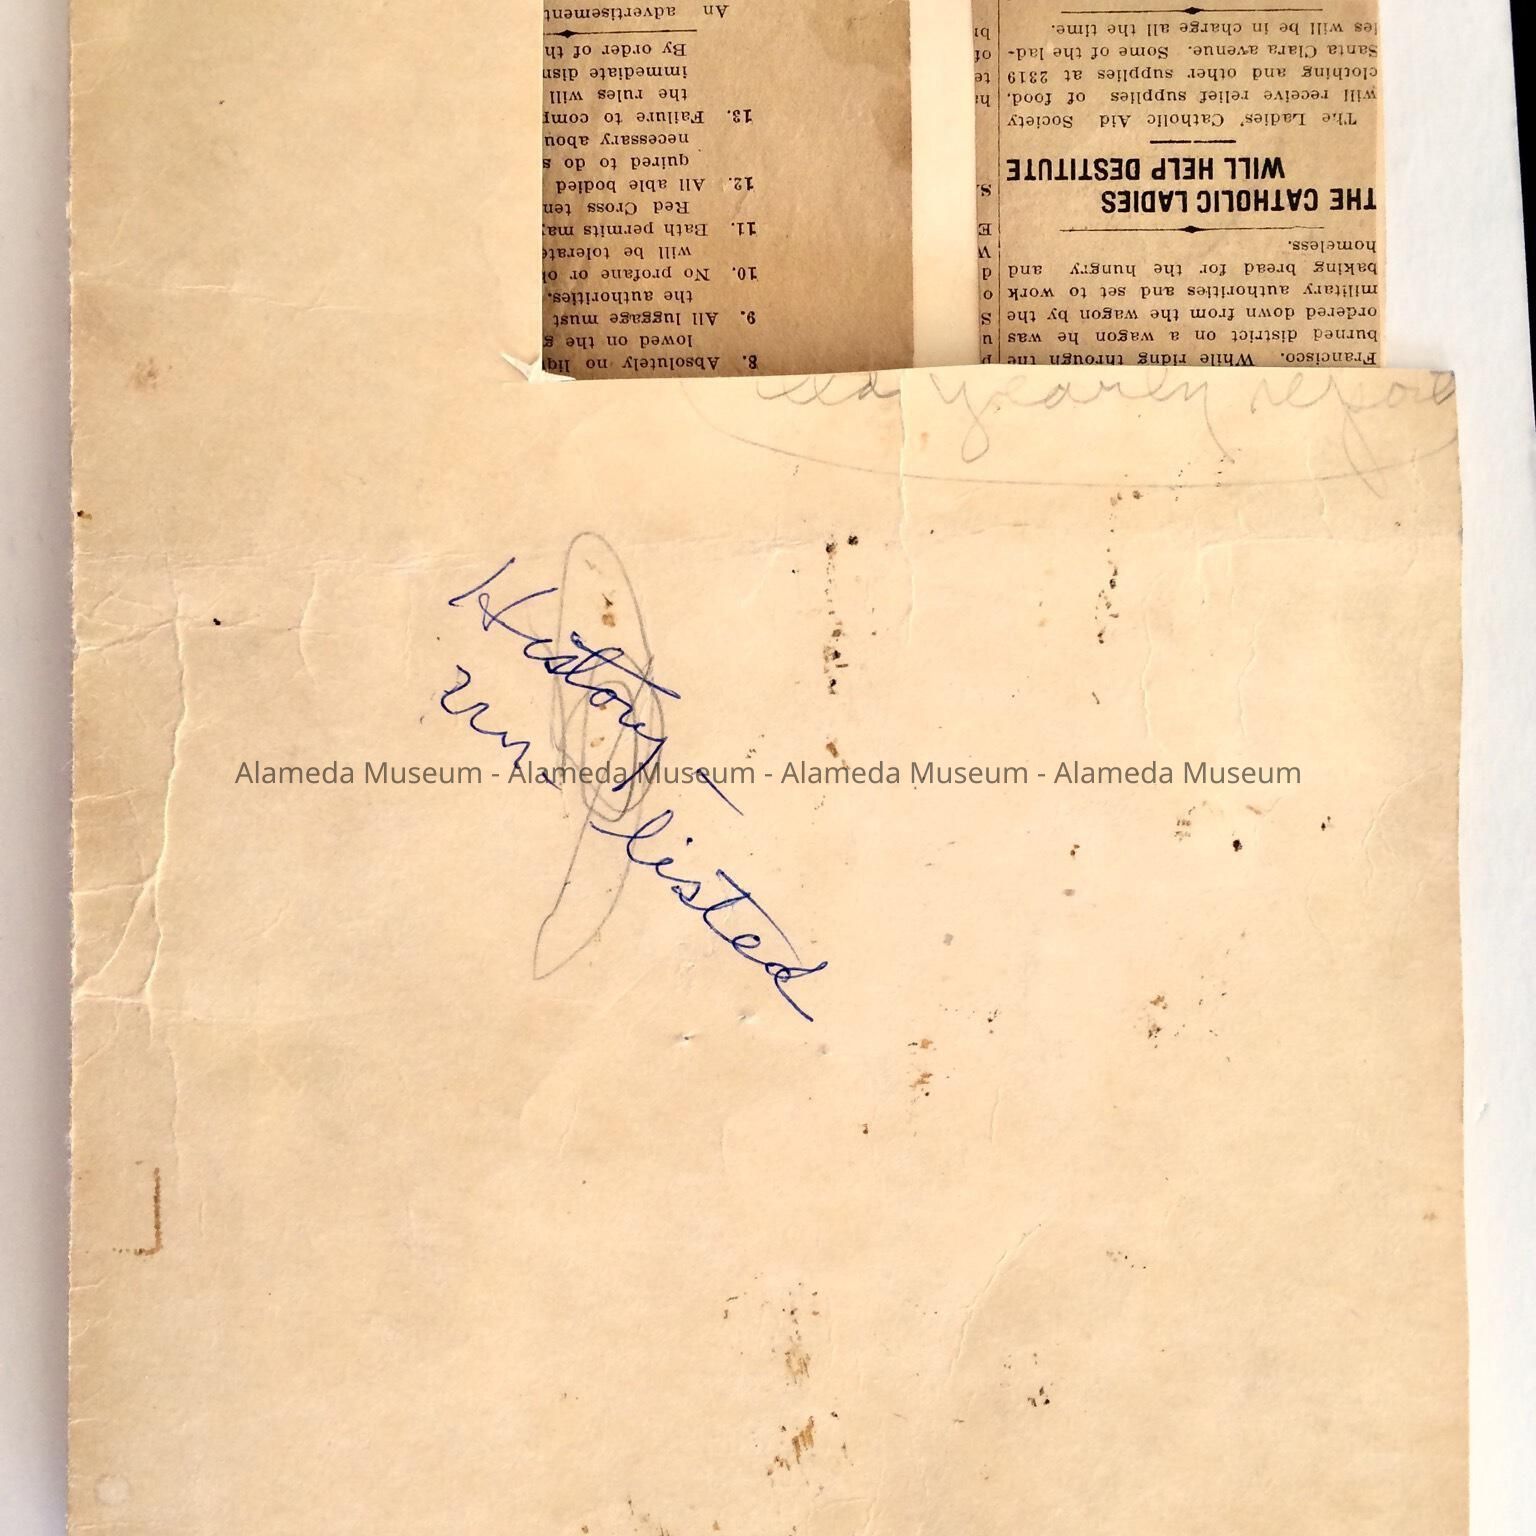 Francisco. While ridng through the
burned district on a wagon he was
ordered down from the wagon by the
military authorities and set to work
baking bread for the hungry and
homeless.
THE CATHOLIC LADIES
WILL HELP DESTITUTE
The Ladies' Catholic Aid Society
will receive relief supplies of food,
clothing and other supplies at 2319
Santa Clara avenue. Some of the lad-
ies will be in charge all the time.
8. Absolutely no liq
lowed on the g
9. All luggage must
the authorities.
10. No profane or ob
will be tolerate
11. Bath permits may
Red Cross ten
12. All able bodied
quired to do s
necessary abou
13. Failure to comp
the rules will
immediate dism
By order of th
An advertisement
yearly report
History -
listed
Alameda Museum - Alameda Museum - Alameda Museum - Alameda Museum